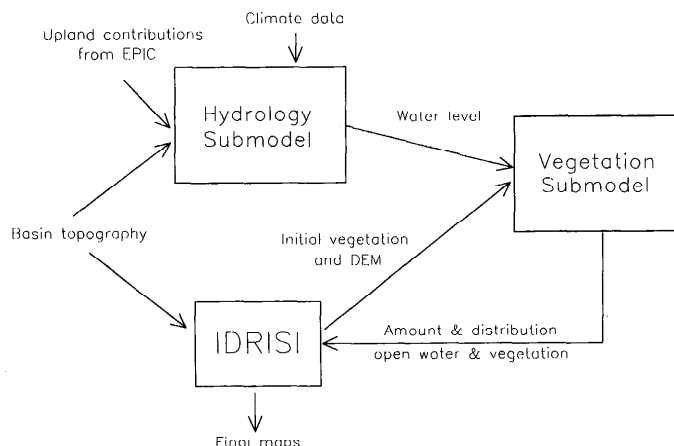 Climate data
Upland contributions
from EPIC
Hydrology
Submodel
Water level
Vegetation
Submodel
Basin topography
Initial vegetation
and DEM
IDRISI
Amount & distribution
open water & vegetation
Final maps